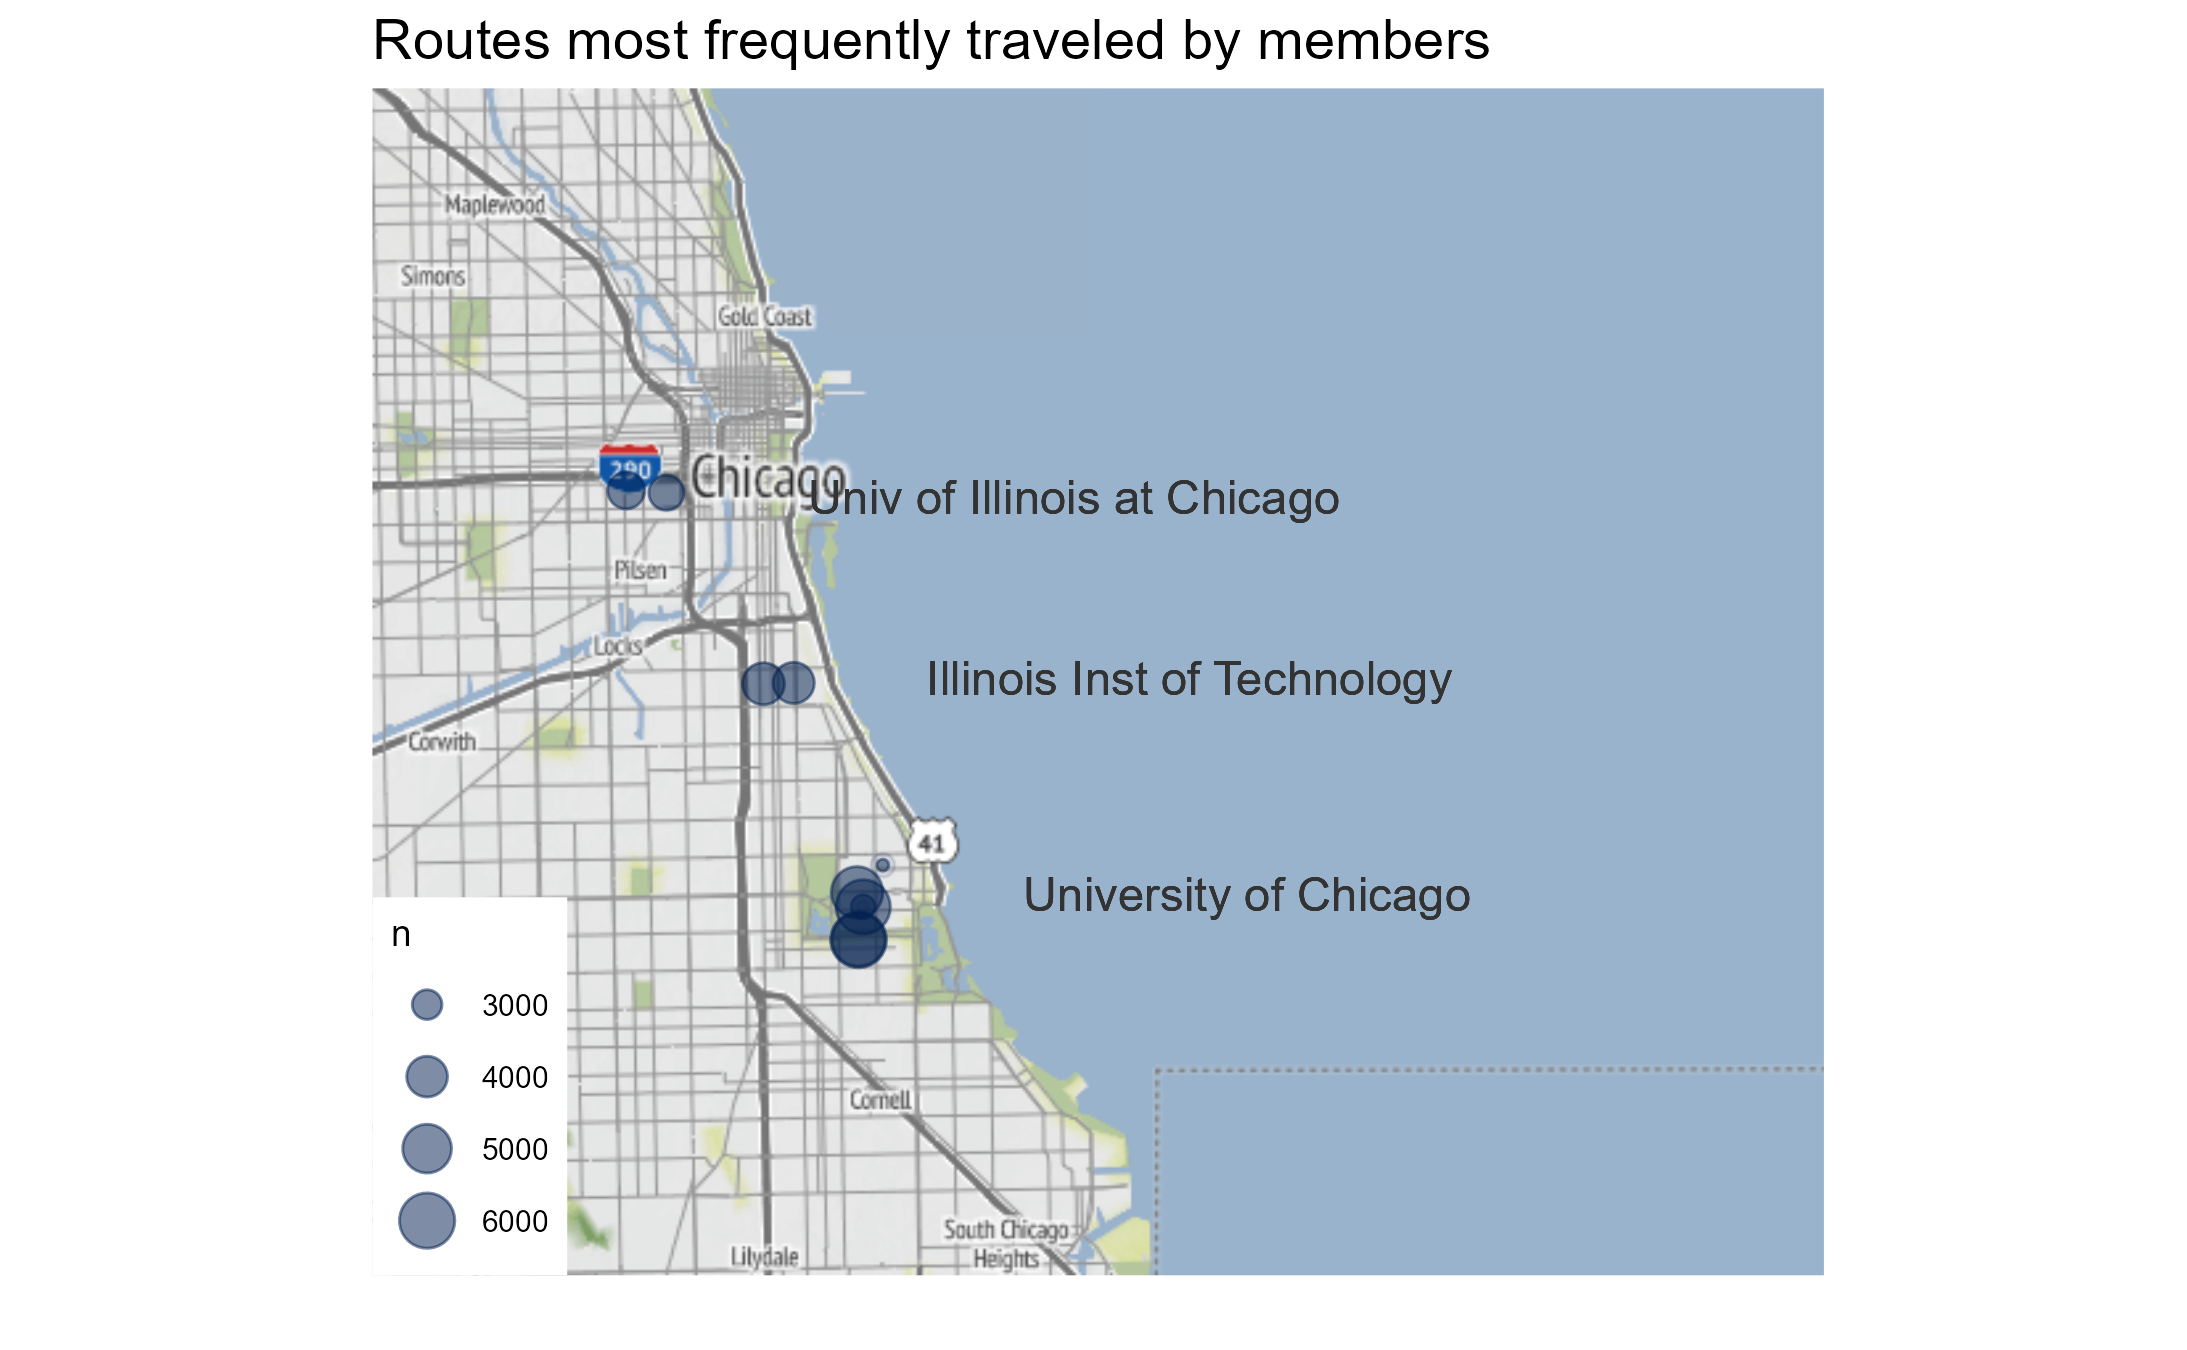 Routes most frequently traveled by members
Maplewood
Simons
Gold Coast
290
Chicago
Univ of Illinois at Chicago
Pilsen
Locks
Illinois Inst of Technology
Corwith
41
University of Chicago
n
3000
4000
5000
6000
Cornell
South Chicago
Heights
Lilydale